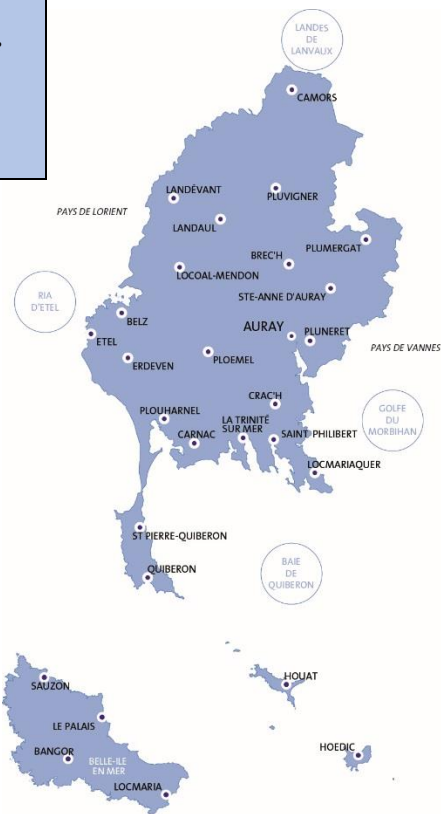 LANDES
DE
LANVAUX
CAMORS
LANDÉVANT
PLUVIGNER
PAYS DE LORIENT
LANDAUL
PLUMERGAT
BREC'H
LOCOAL-MENDON
STE-ANNE D'AURAY
RIA
D'ETEL
BELZ
AURAY
PLUNERET
ETEL
PAYS DE VANNES
PLOEMEL
ERDEVEN
CRAC'H
GOLFE
DU
MORBIHAN
PLOUHARNEL
LA TRINITÉ
SUR MER
CARNAC
SAINT PHILIBERT
LOCMARIAQUER
ST PIERRE-QUIBERON
BAIE
DE
QUIBERON
QUIBERON
HOUAT
SAUZON
LE PALAIS
HOEDIC
BANGOR
BELLE-ILE
EN MER
LOCMARIA